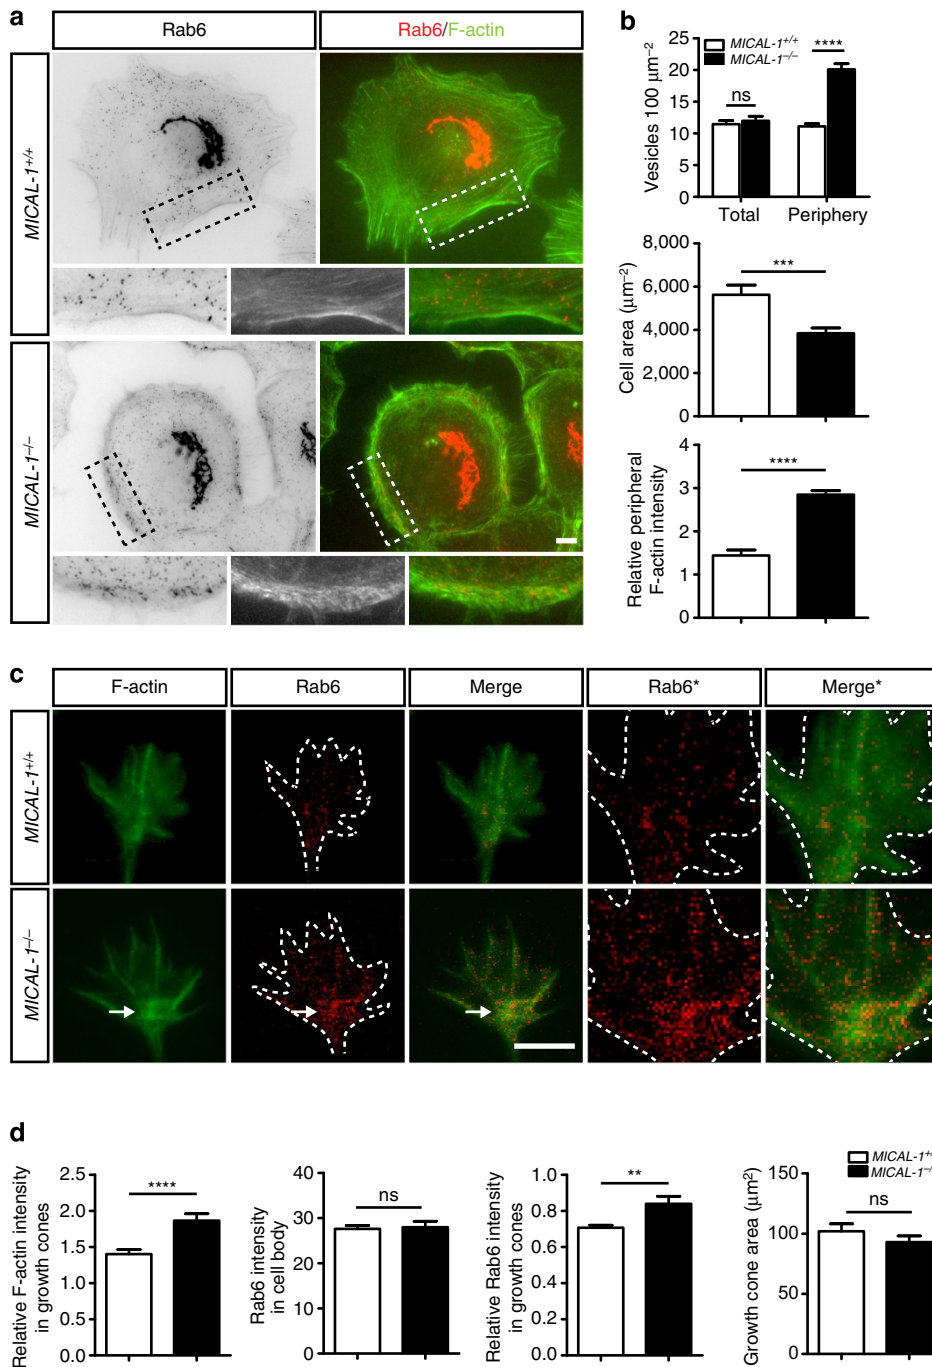 a
Rab6
Rab6/F-actin
MICAL-1+/+
MICAL-1−/−
b
25
20
15
10
5
0
Vesicles 100 μm−2
MICAL-1+/+
MICAL-1−/−
ns
****
Total
Periphery
8,000
6,000
4,000
2,000
0
Cell area (μm−2)
***
4
3
2
1
0
Relative peripheral
F-actin intensity
****
c
F-actin
Rab6
Merge
Rab6*
Merge*
MICAL-1+/+
MICAL-1−/−
d
2.5
2.0
1.5
1.0
0.5
0.0
Relative F-actin intensity
in growth cones
****
40
30
20
10
0
Rab6 intensity
in cell body
ns
1.0
0.8
0.6
0.4
0.2
0.0
Relative Rab6 intensity
in growth cones
**
150
100
50
0
Growth cone area (μm2)
MICAL-1+/
MICAL-1−/
ns